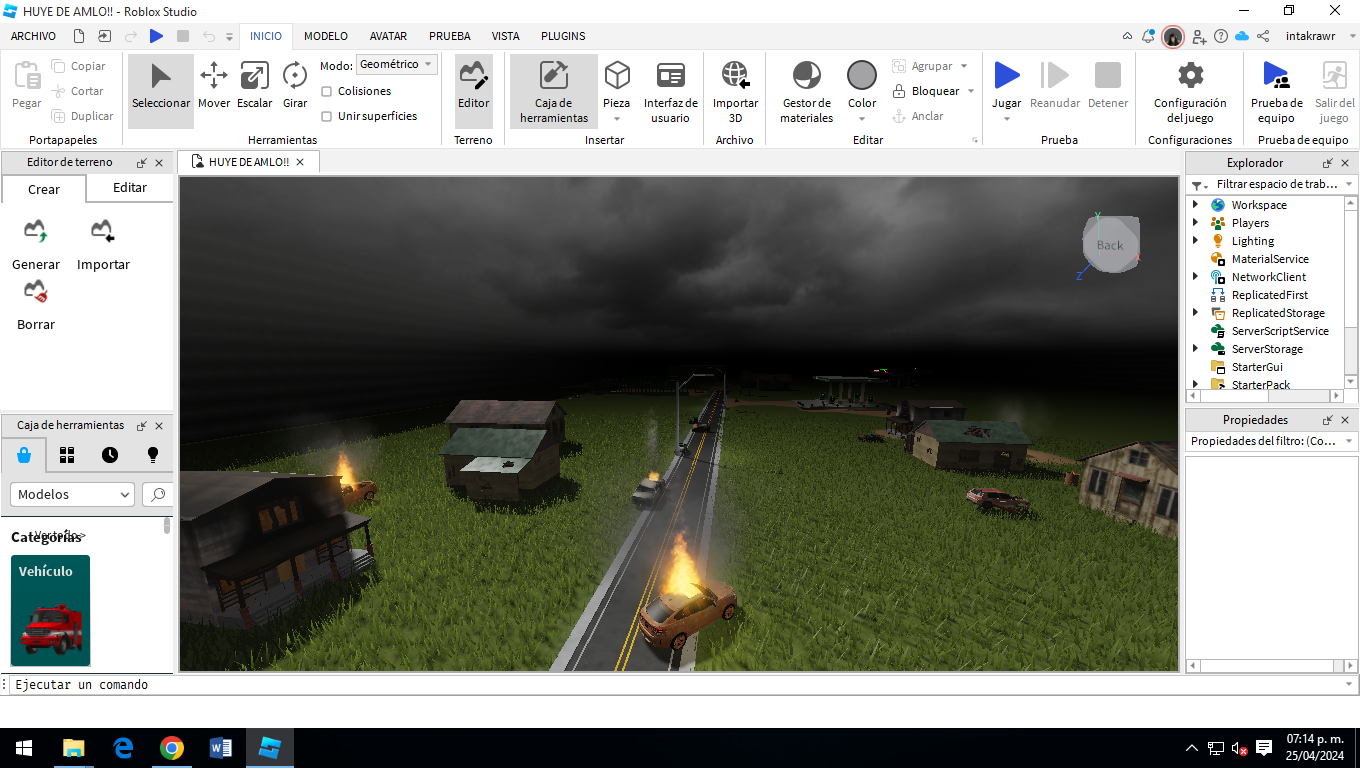 HUYE DE AMLO!! - Roblox Studio
ARCHIVO
INICIO
MODELO
AVATAR
PRUEBA
VISTA
PLUGINS
intakrawr
Pegar
Copiar
Cortar
Duplicar
Portapapeles
Seleccionar
Mover
Escalar
Girar
Modo: Geométrico
Colisiones
Unir superficies
Herramientas
Editor
Terreno
Caja de
herramientas
Pieza
Interfaz de
usuario
Insertar
Importar
3D
Archivo
Gestor de
materiales
Color
Agrupar
Bloquear
Anclar
Editar
Jugar
Reanudar
Detener
Prueba
Configuración
del juego
Configuraciones
Prueba de
equipo
Salir del
juego
Prueba de equipo
Editor de terreno
Crear
Editar
Generar
Importar
Borrar
Caja de herramientas
Modelos
Categorías
Ver todo >
Vehículo
HUYE DE AMLO!!
Back
Y
Z
X
Explorador
Filtrar espacio de trab...
Workspace
Players
Lighting
MaterialService
NetworkClient
ReplicatedFirst
ReplicatedStorage
ServerScriptService
ServerStorage
StarterGui
StarterPack
Propiedades
Propiedades del filtro: (Co...
Ejecutar un comando
07:14 p. m.
25/04/2024